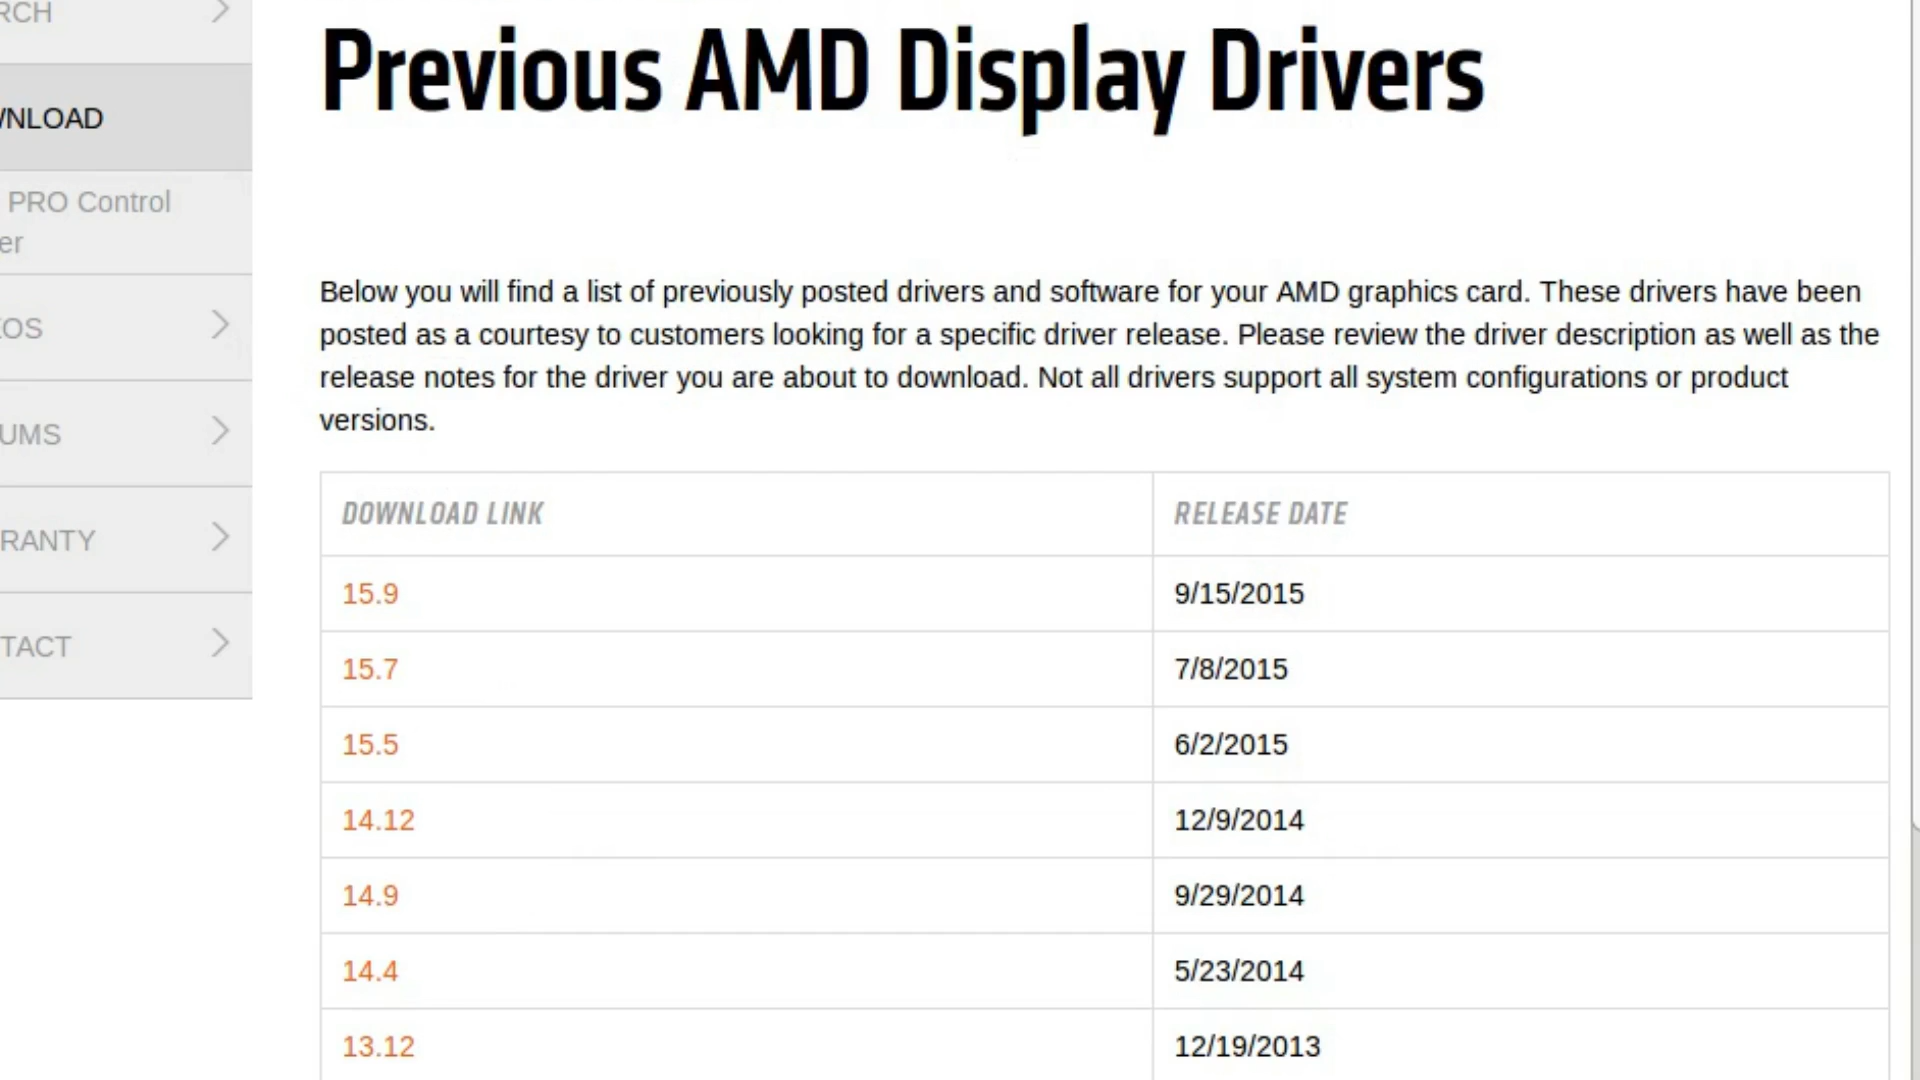 RCH
Previous AMD Display Drivers
WNLOAD
PRO Control
er
Below you will find a list of previously posted drivers and software for your AMD graphics card. These drivers have been
posted as a courtesy to customers looking for a specific driver release. Please review the driver description as well as the
release notes for the driver you are about to download. Not all drivers support all system configurations or product
versions.
EOS
UMS
RANTY
TACT
DOWNLOAD LINK RELEASE DATE
15.9 9/15/2015
15.7 7/8/2015
15.5 6/2/2015
14.12 12/9/2014
14.9 9/29/2014
14.4 5/23/2014
13.12 12/19/2013